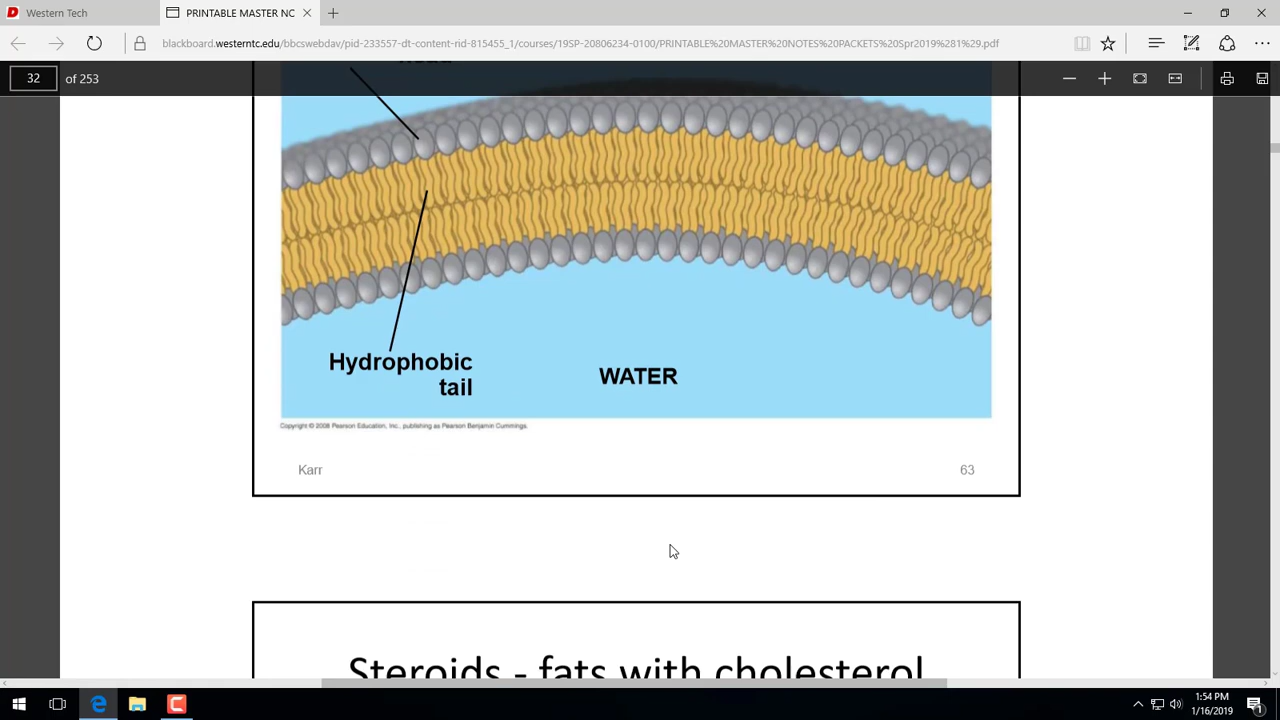 Western Tech
PRINTABLE MASTER NC
blackboard.westerntc.edu/bbcswebdav/pid-233557-dt-content-rid-815455_1/courses/19SP-20806234-0100/PRINTABLE%20MASTER%20NOTES%20PACKETS%20Spr2019%281%29.pdf
32 of 253
Hydrophobic
tail
WATER
Copyright © 2008 Pearson Education, Inc., publishing as Pearson Benjamin Cummings.
Karr
63
Steroids - fats with cholesterol
1:54 PM
1/16/2019